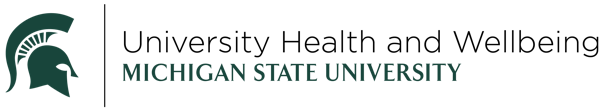 University Health and Wellbeing
MICHIGAN STATE UNIVERSITY